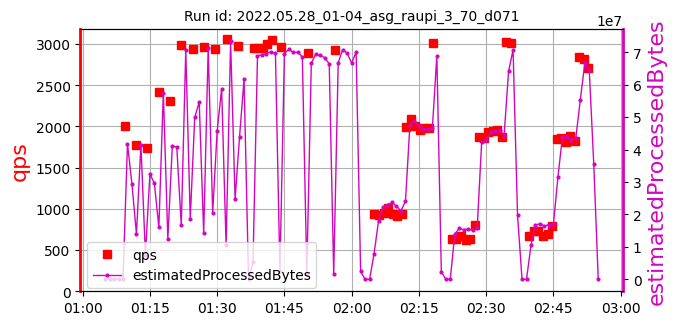 Run id: 2022.05.28_01-04_asg_raupi_3_70_d071
1e7
3000
2500
2000
1500
1000
500
0
qps
7
6
5
4
3
2
1
0
estimatedProcessedBytes
qps
estimatedProcessedBytes
01:00 01:15 01:30 01:45 02:00 02:15 02:30 02:45 03:00